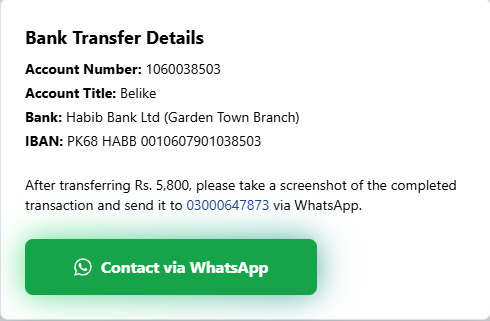 Bank Transfer Details
Account Number: 1060038503
Account Title: Belike
Bank: Habib Bank Ltd (Garden Town Branch)
IBAN: PK68 HABB 0010607901038503
After transferring Rs. 5,800, please take a screenshot of the completed
transaction and send it to 03000647873 via WhatsApp.
Contact via WhatsApp